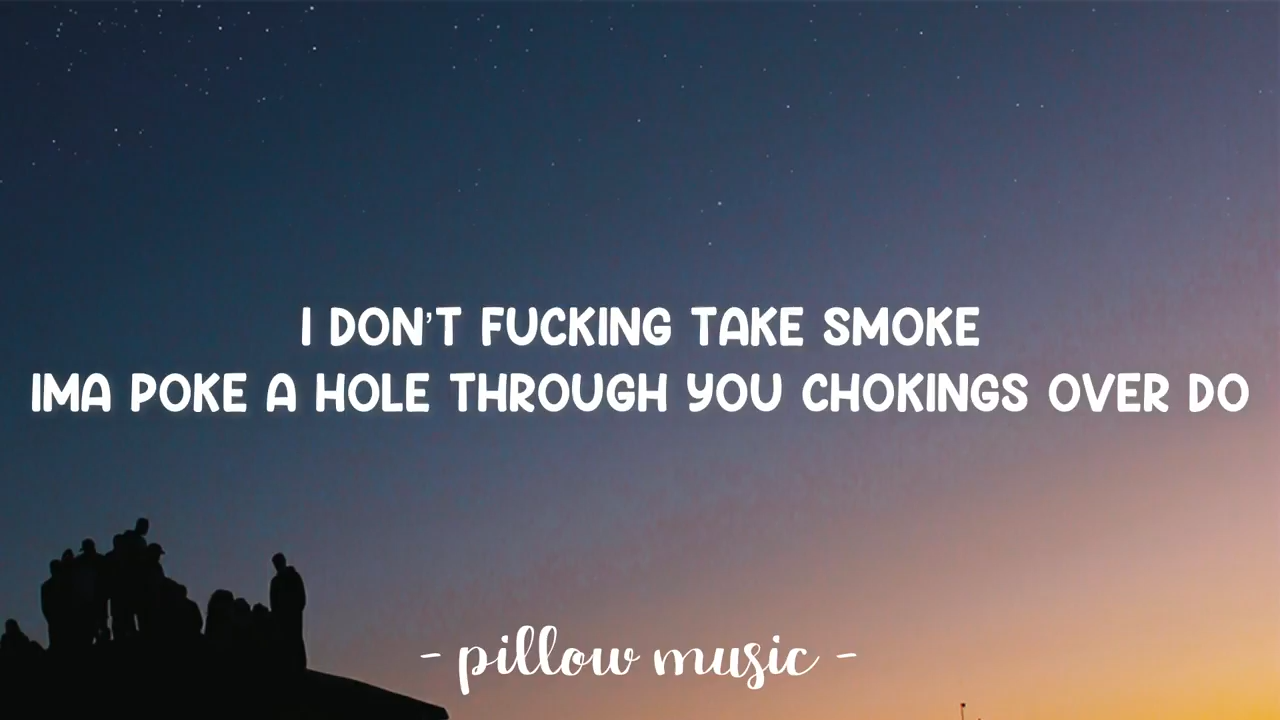 I DON'T FUCKING TAKE SMOKE
IMA POKE A HOLE THROUGH YOU CHOKINGS OVER DO
- pillow music -